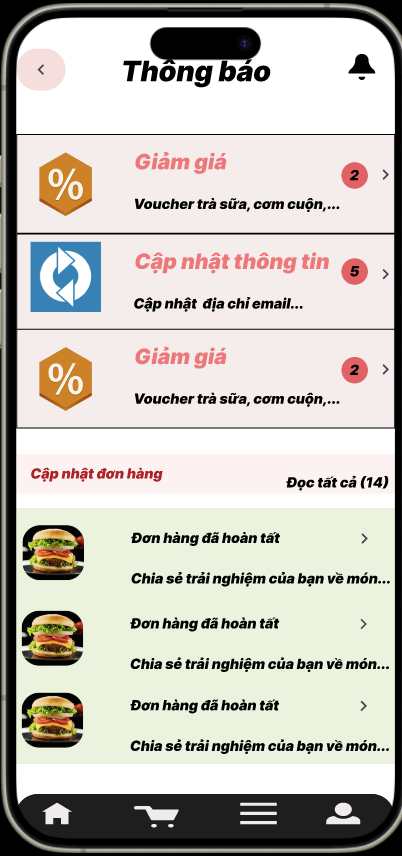 Thông báo
Giảm giá
2
Voucher trà sữa, cơm cuộn,...
Cập nhật thông tin
5
Cập nhật địa chỉ email...
Giảm giá
2
Voucher trà sữa, cơm cuộn,...
Cập nhật đơn hàng
Đọc tất cả (14)
Đơn hàng đã hoàn tất
Chia sẻ trải nghiệm của bạn về món...
Đơn hàng đã hoàn tất
Chia sẻ trải nghiệm của bạn về món...
Đơn hàng đã hoàn tất
Chia sẻ trải nghiệm của bạn về món...